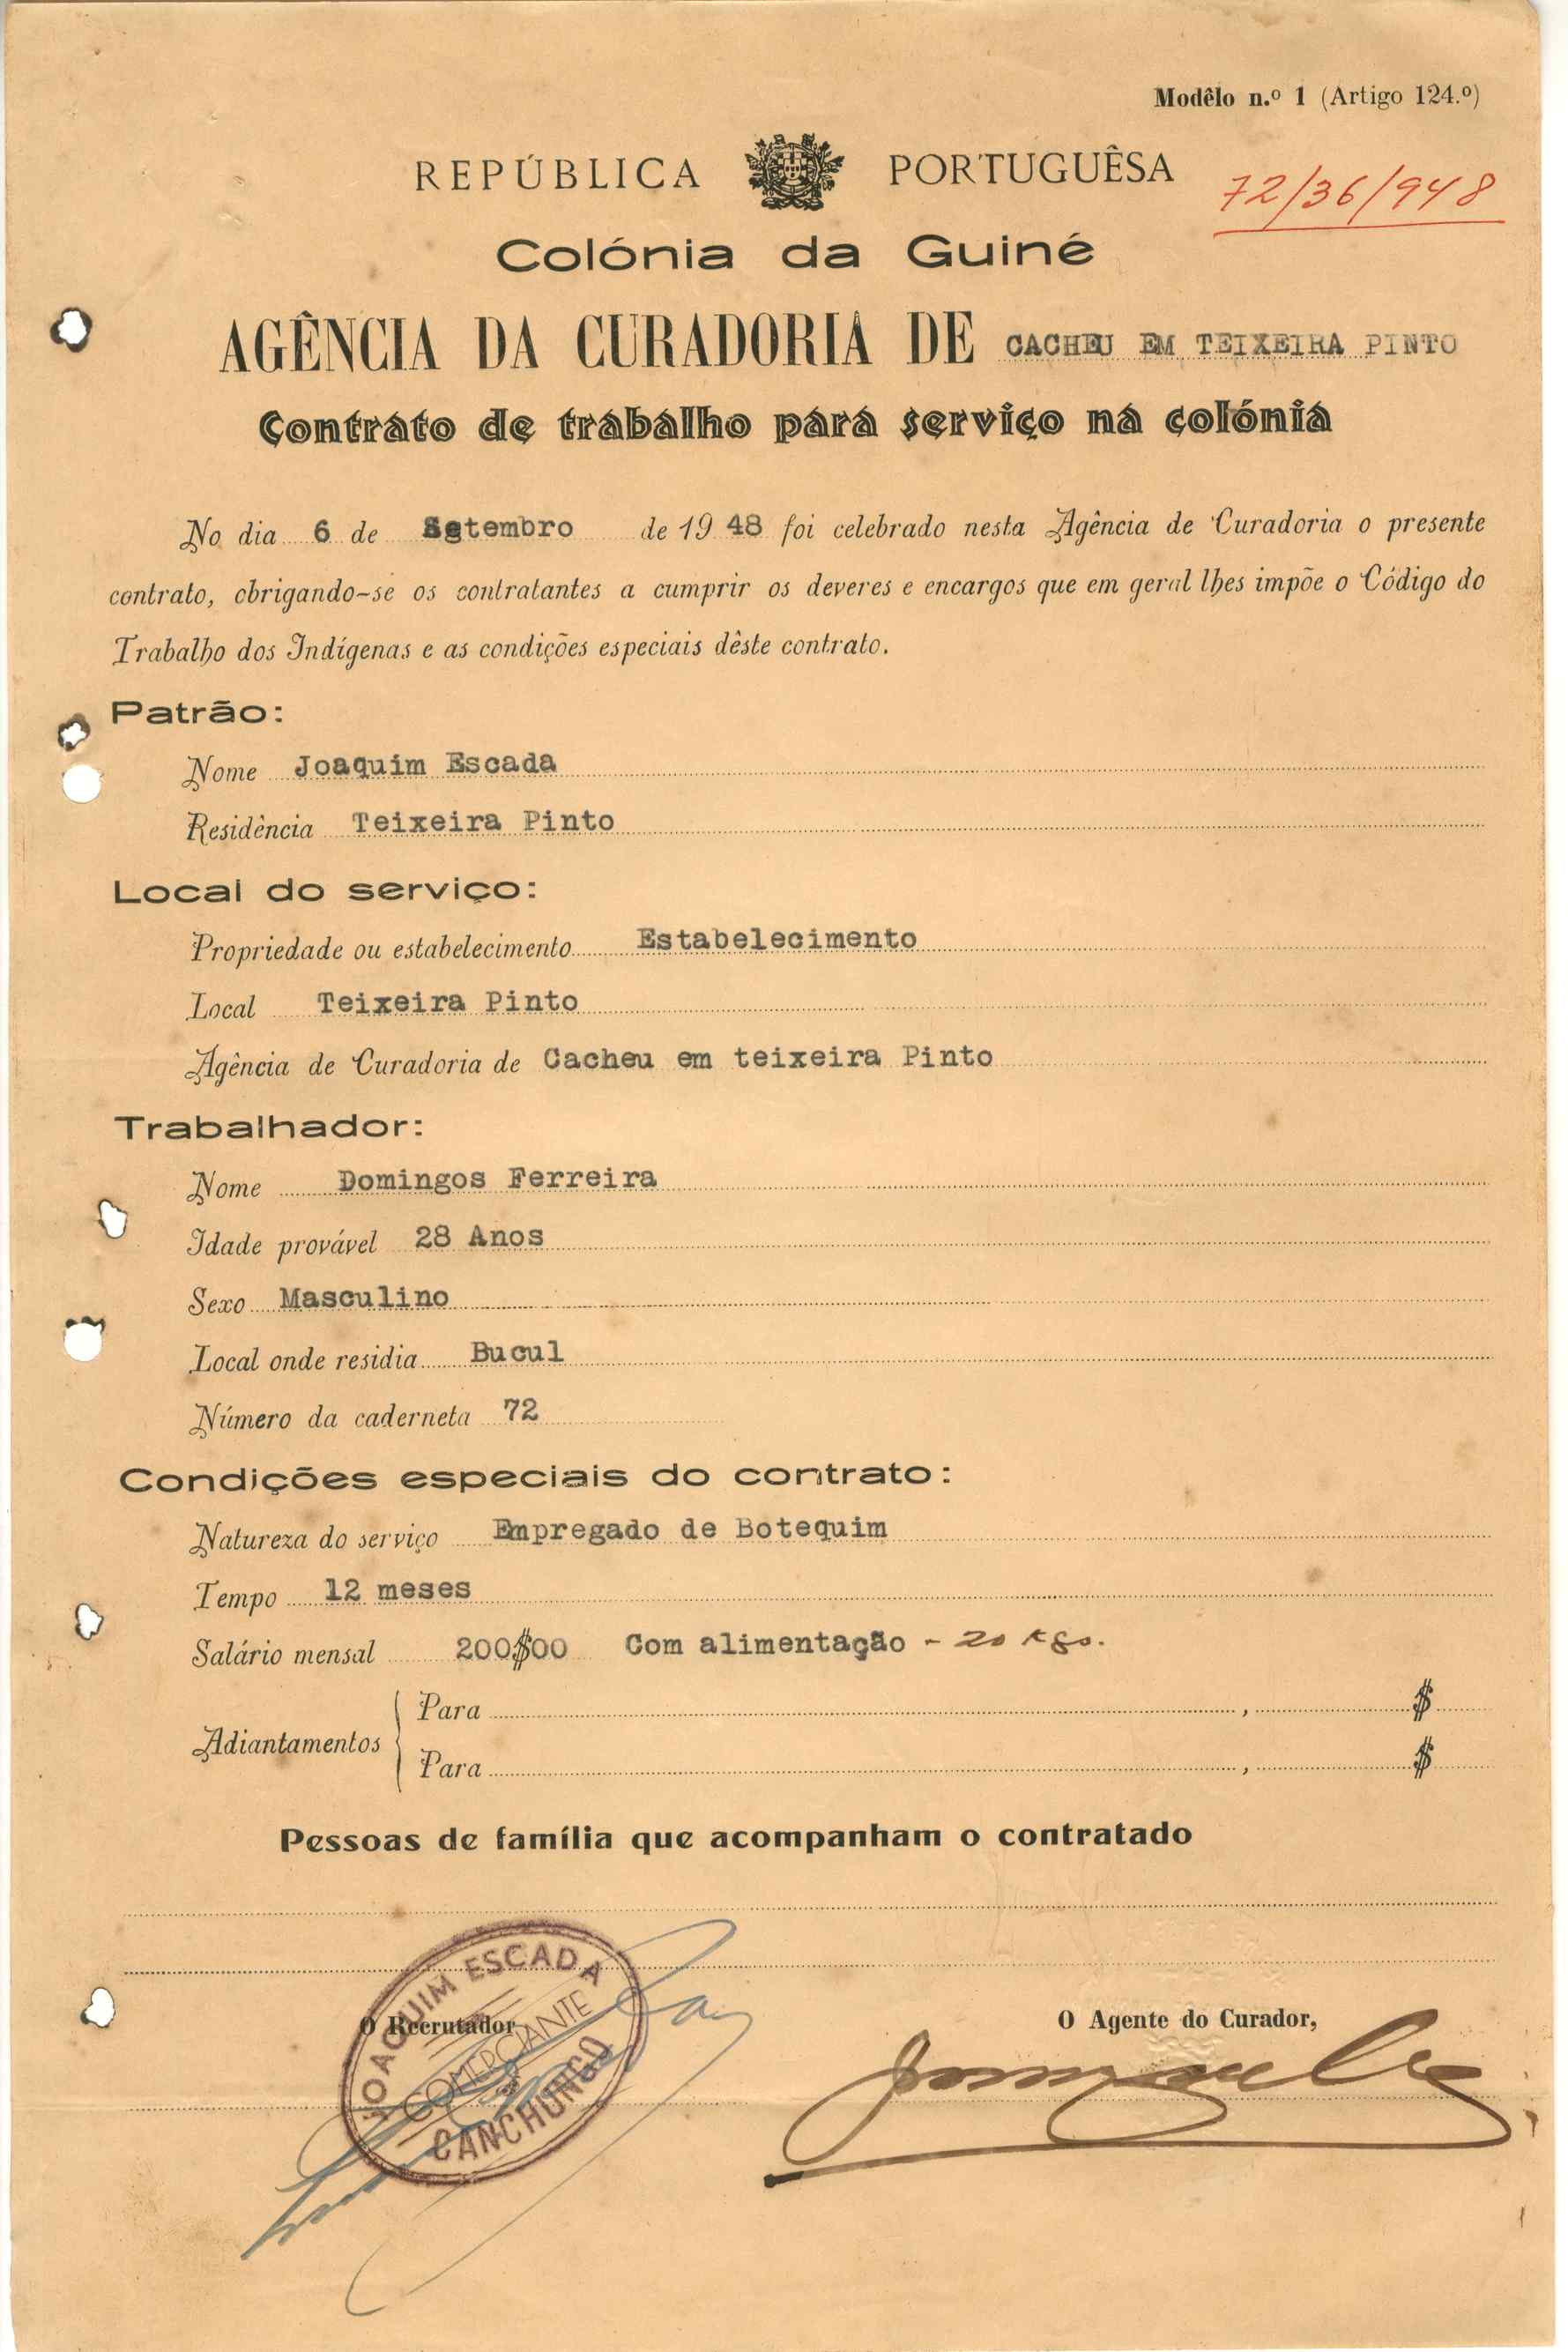 Modêlo n.º 1 (Artigo 124.º)
REPÚBLICA PORTUGUÊSA
72/36/948
Colónia da Guiné
AGÊNCIA DA CURADORIA DE CACHEU EM TEIXEIRA PINTO
Contrato de trabalho para serviço na colónia
No dia 6 de Setembro de 1948 foi celebrado nesta Agência de Curadoria o presente
contrato, obrigando-se os contratantes a cumprir os deveres e encargos que em geral lhes impõe o Código do
Trabalho dos Indígenas e as condições especiais dêste contrato.
Patrão:
Nome Joaquim Escada
Residência Teixeira Pinto
Local do serviço:
Propriedade ou estabelecimento Estabelecimento
Local Teixeira Pinto
Agência de Curadoria de Cacheu em teixeira Pinto
Trabalhador:
Nome Domingos Ferreira
Idade provável 28 Anos
Sexo Masculino
Local onde residia Bucul
Número da caderneta 72
Condições especiais do contrato:
Natureza do serviço Empregado de Botequim
Tempo 12 meses
Salário mensal 200$00 Com alimentação - 20 kgs.
Adiantamentos
Para , $
Para , $
Pessoas de família que acompanham o contratado
O Recrutador
JOAQUIM ESCADA
COMERCIANTE
CANCHUNGO
O Agente do Curador,